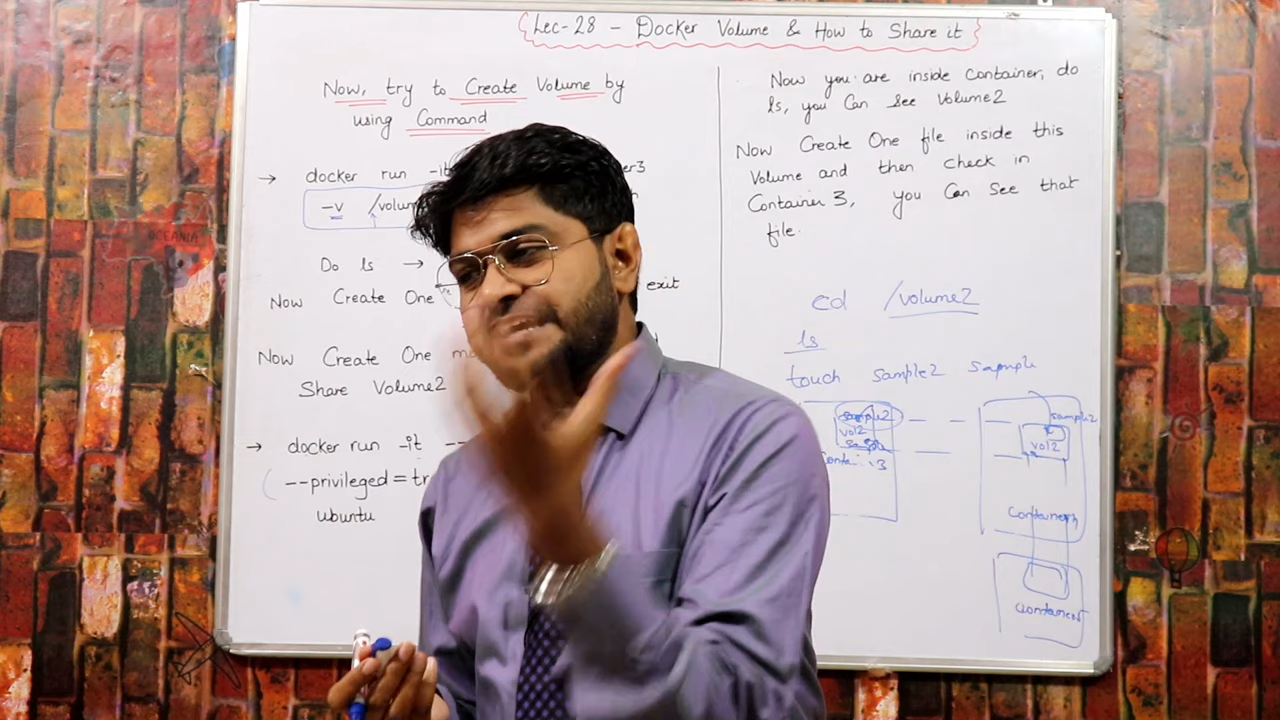 Lec-28 - Docker Volume & How to Share it
Now, try to Create Volume by
using Command
→ docker run -it
-v /volum
Do ls →
Now Create One
exit
Now Create One
Share Volume2
→ docker run -it --
--privileged = tr
Ubuntu
Now you are inside Container, do
ls, you Can see Volume2
Now Create One file inside this
Volume and then check in
Container 3, you Can See that
file.
cd /volume2
ls
touch sample2 sample
sample2
vol2
sample2
vol2
Container
OCEANIA